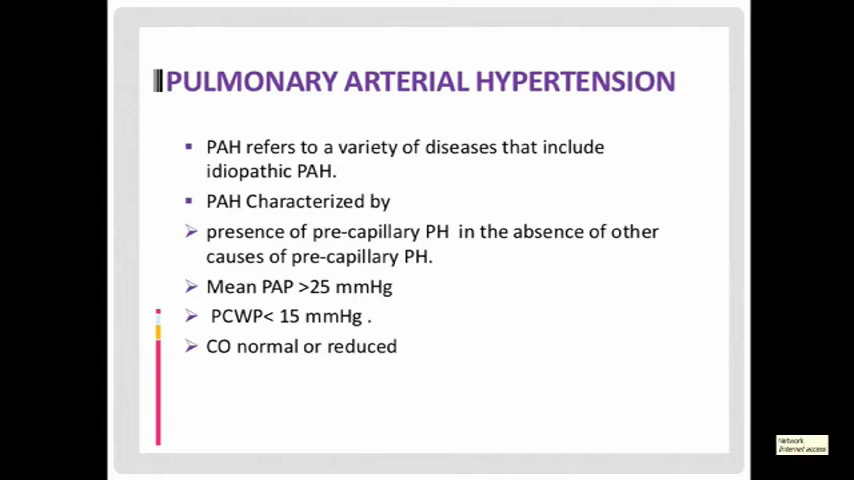 PULMONARY ARTERIAL HYPERTENSION
PAH refers to a variety of diseases that include
idiopathic PAH.
PAH Characterized by
presence of pre-capillary PH in the absence of other
causes of pre-capillary PH.
Mean PAP >25 mmHg
PCWP< 15 mmHg .
CO normal or reduced
Network
Internet access